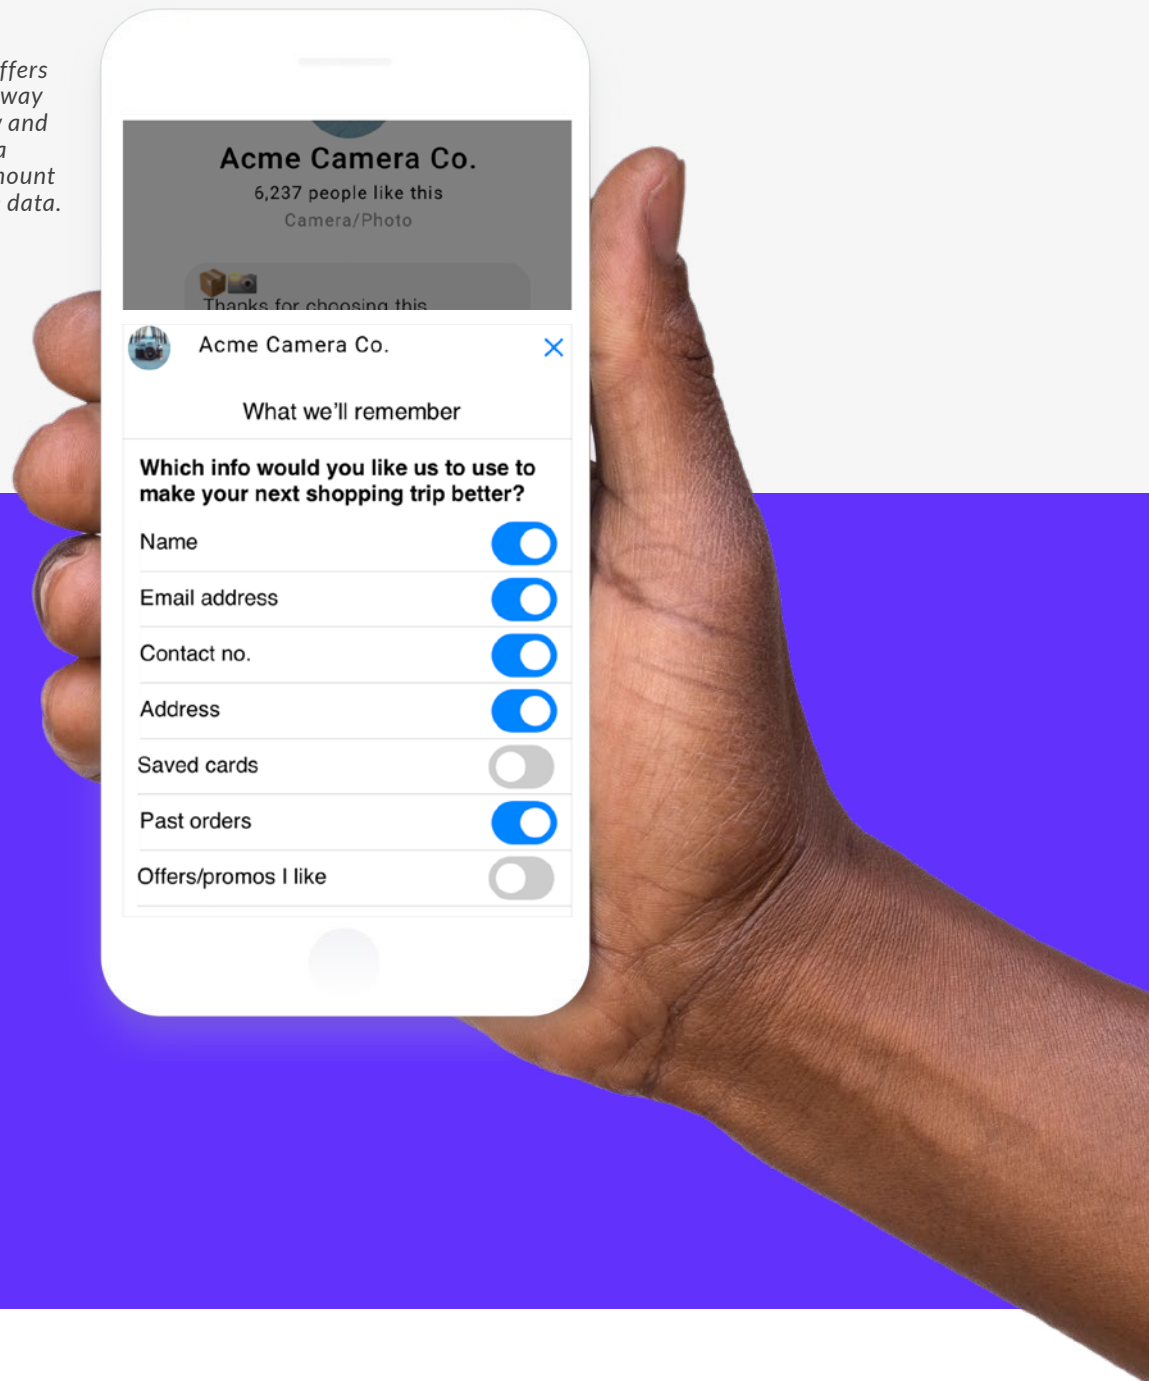 ffers
way
and
a
data.
Acme Camera Co.
6,237 people like this
Camera/Photo
Thanks for choosing this
Acme Camera Co.
What we'll remember
Which info would you like us to use to
make your next shopping trip better?
Name
Email address
Contact no.
Address
Saved cards
Past orders
Offers/promos I like